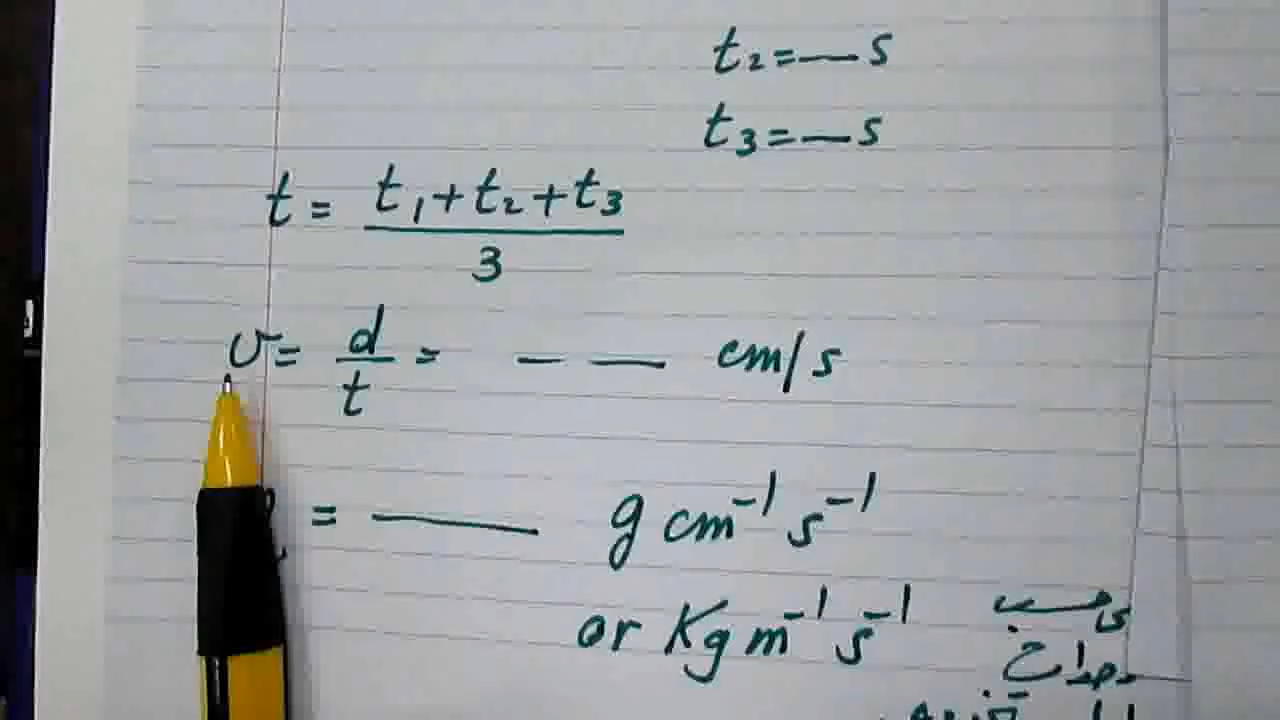 t₂ = — s
t₃ = — s
t = (t₁ + t₂ + t₃) / 3
v = d / t = — — cm/s
= — g cm⁻¹ s⁻¹
or Kg m⁻¹ s⁻¹